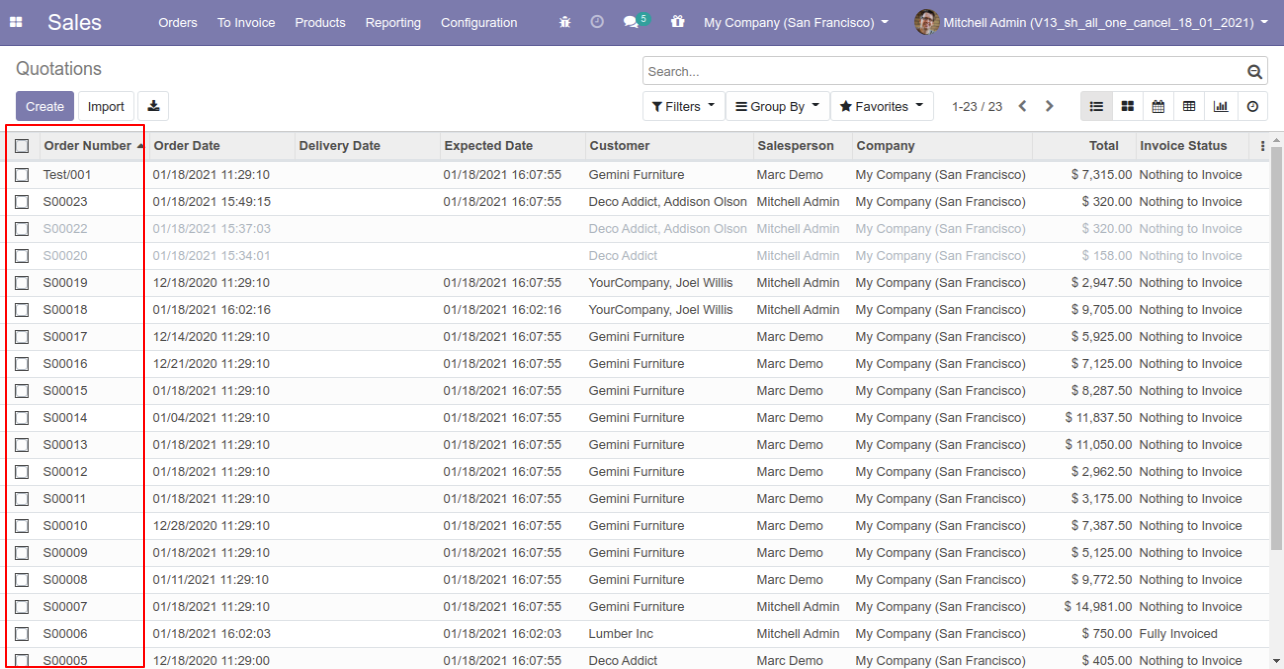 Sales Orders To Invoice Products Reporting Configuration 5 My Company (San Francisco) Mitchell Admin (V13_sh_all_one_cancel_18_01_2021)
Quotations Search...
Create Import Filters Group By Favorites 1-23 / 23
Order Number Order Date Delivery Date Expected Date Customer Salesperson Company Total Invoice Status
Test/001 01/18/2021 11:29:10 01/18/2021 16:07:55 Gemini Furniture Marc Demo My Company (San Francisco) $ 7,315.00 Nothing to Invoice
S00023 01/18/2021 15:49:15 01/18/2021 16:07:55 Deco Addict, Addison Olson Mitchell Admin My Company (San Francisco) $ 320.00 Nothing to Invoice
S00022 01/18/2021 15:37:03 Deco Addict, Addison Olson Mitchell Admin My Company (San Francisco) $ 320.00 Nothing to Invoice
S00020 01/18/2021 15:34:01 Deco Addict Mitchell Admin My Company (San Francisco) $ 158.00 Nothing to Invoice
S00019 12/18/2020 11:29:10 01/18/2021 16:07:55 YourCompany, Joel Willis Mitchell Admin My Company (San Francisco) $ 2,947.50 Nothing to Invoice
S00018 01/18/2021 16:02:16 01/18/2021 16:02:16 YourCompany, Joel Willis Mitchell Admin My Company (San Francisco) $ 9,705.00 Nothing to Invoice
S00017 12/14/2020 11:29:10 01/18/2021 16:07:55 Gemini Furniture Marc Demo My Company (San Francisco) $ 5,925.00 Nothing to Invoice
S00016 12/21/2020 11:29:10 01/18/2021 16:07:55 Gemini Furniture Marc Demo My Company (San Francisco) $ 7,125.00 Nothing to Invoice
S00015 01/18/2021 11:29:10 01/18/2021 16:07:55 Gemini Furniture Marc Demo My Company (San Francisco) $ 8,287.50 Nothing to Invoice
S00014 01/04/2021 11:29:10 01/18/2021 16:07:55 Gemini Furniture Marc Demo My Company (San Francisco) $ 11,837.50 Nothing to Invoice
S00013 01/18/2021 11:29:10 01/18/2021 16:07:55 Gemini Furniture Marc Demo My Company (San Francisco) $ 11,050.00 Nothing to Invoice
S00012 01/18/2021 11:29:10 01/18/2021 16:07:55 Gemini Furniture Marc Demo My Company (San Francisco) $ 2,962.50 Nothing to Invoice
S00011 01/18/2021 11:29:10 01/18/2021 16:07:55 Gemini Furniture Marc Demo My Company (San Francisco) $ 3,175.00 Nothing to Invoice
S00010 12/28/2020 11:29:10 01/18/2021 16:07:55 Gemini Furniture Marc Demo My Company (San Francisco) $ 7,387.50 Nothing to Invoice
S00009 01/18/2021 11:29:10 01/18/2021 16:07:55 Gemini Furniture Marc Demo My Company (San Francisco) $ 5,125.00 Nothing to Invoice
S00008 01/11/2021 11:29:10 01/18/2021 16:07:55 Gemini Furniture Marc Demo My Company (San Francisco) $ 9,772.50 Nothing to Invoice
S00007 01/18/2021 11:29:10 01/18/2021 16:07:55 Gemini Furniture Mitchell Admin My Company (San Francisco) $ 14,981.00 Nothing to Invoice
S00006 01/18/2021 16:02:03 01/18/2021 16:02:03 Lumber Inc Mitchell Admin My Company (San Francisco) $ 750.00 Fully Invoiced
S00005 12/18/2020 11:29:00 01/18/2021 16:07:55 Deco Addict Mitchell Admin My Company (San Francisco) $ 405.00 Nothing to Invoice